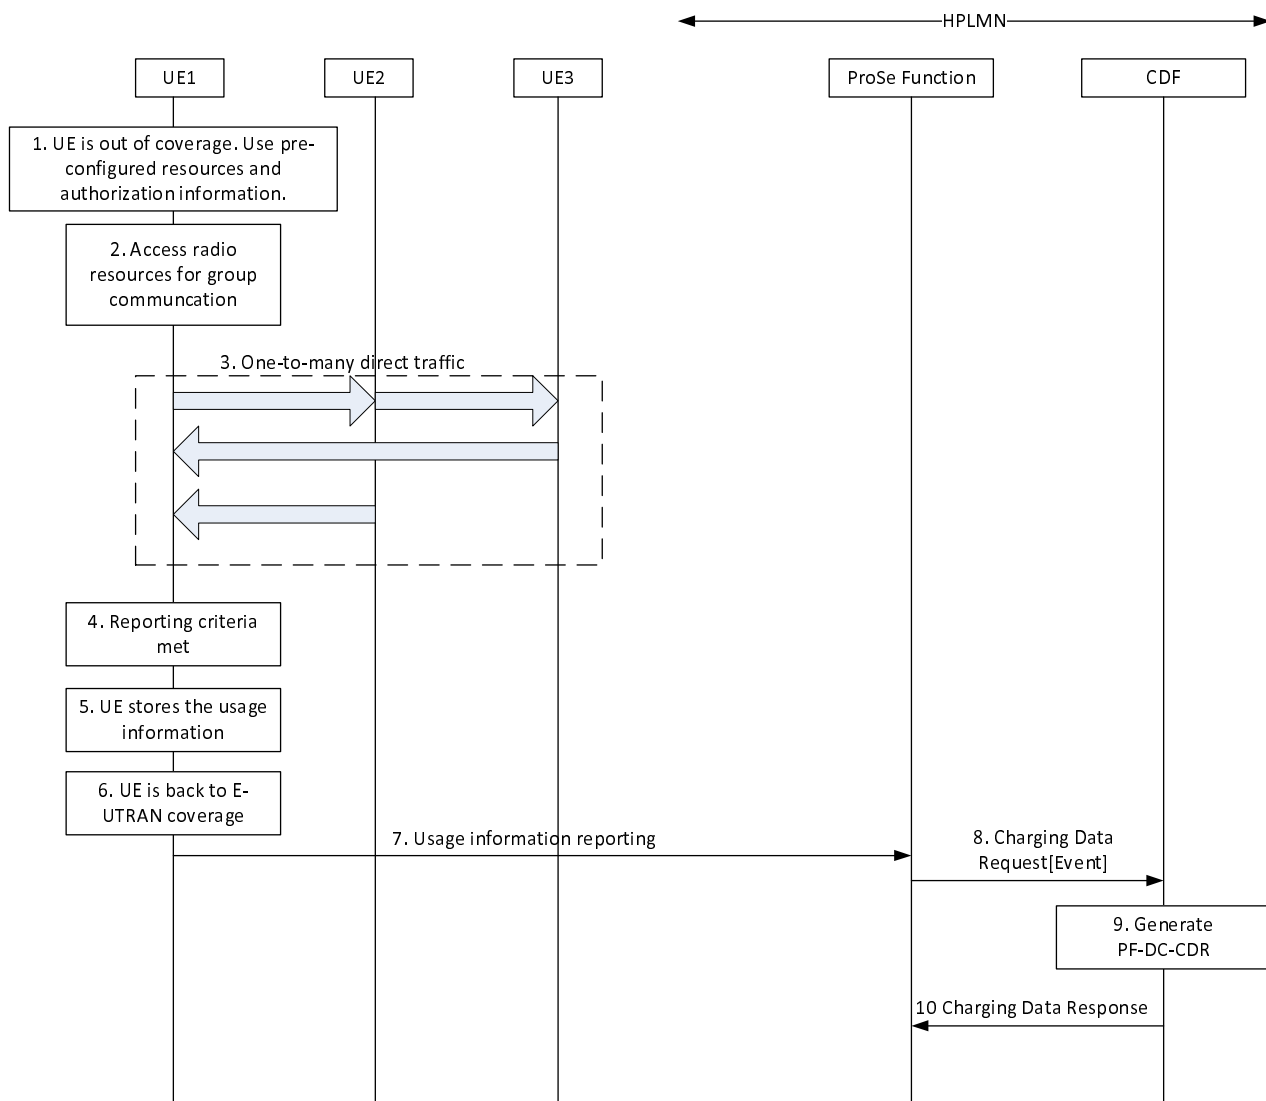 HPLMN
UE1
UE2
UE3
ProSe Function
CDF
1. UE is out of coverage. Use pre-
configured resources and
authorization information.
2. Access radio
resources for group
communcation
3. One-to-many direct traffic
4. Reporting criteria
met
5. UE stores the usage
information
6. UE is back to E-
UTRAN coverage
7. Usage information reporting
8. Charging Data
Request[Event]
9. Generate
PF-DC-CDR
10 Charging Data Response